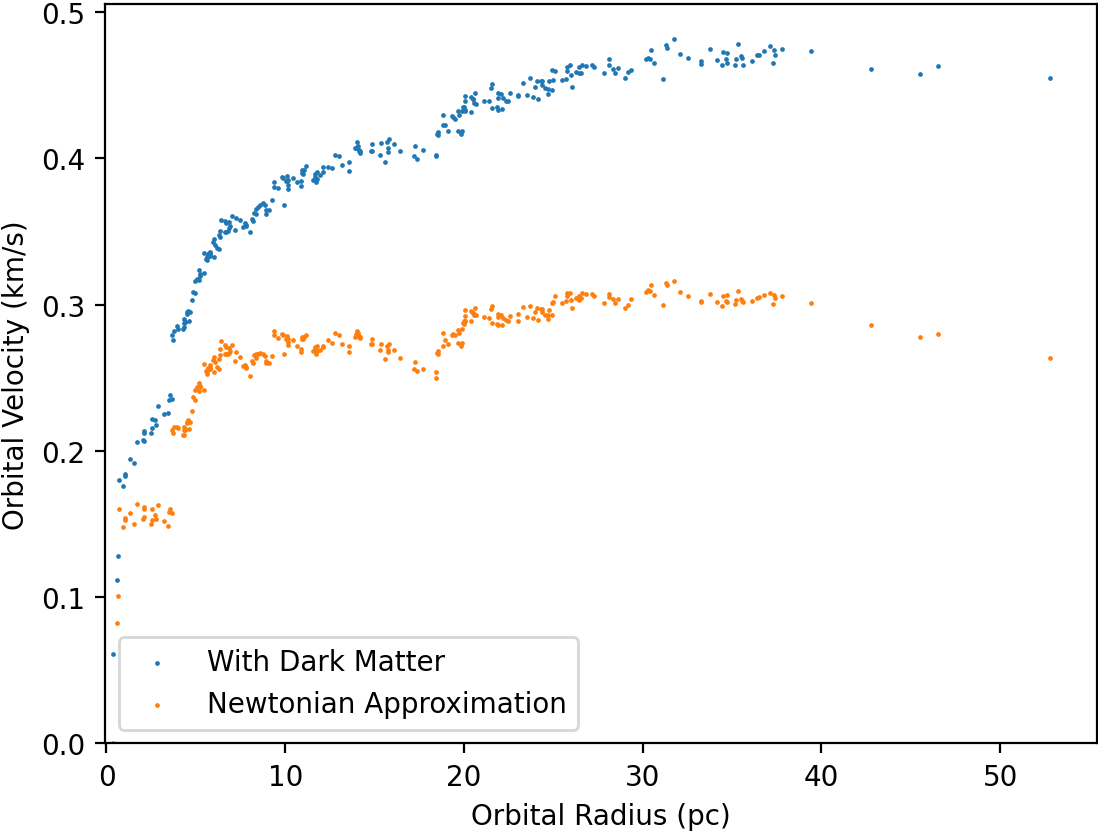 0.5
0.4
0.3
0.2
0.1
0.0
Orbital Velocity (km/s)
With Dark Matter
Newtonian Approximation
0 10 20 30 40 50
Orbital Radius (pc)